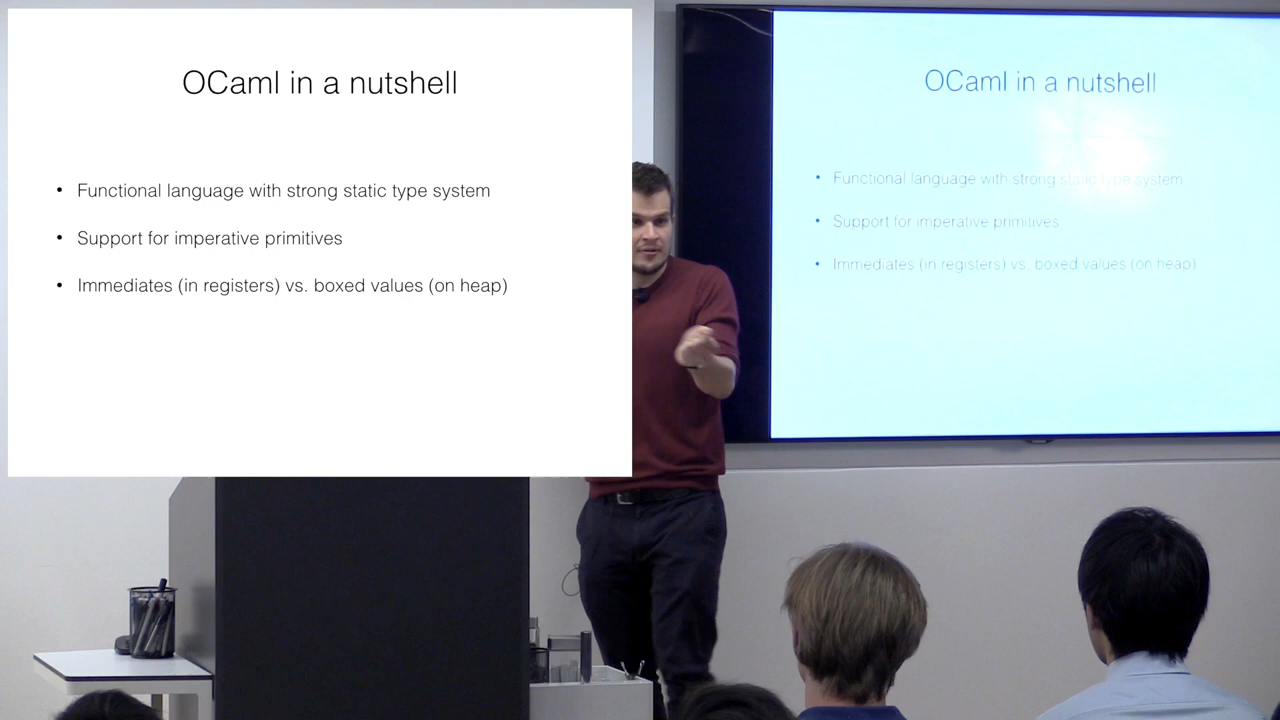 OCaml in a nutshell
• Functional language with strong static type system
• Support for imperative primitives
• Immediates (in registers) vs. boxed values (on heap)
OCaml in a nutshell
• Functional language with strong static type system
• Support for imperative primitives
• Immediates (in registers) vs. boxed values (on heap)